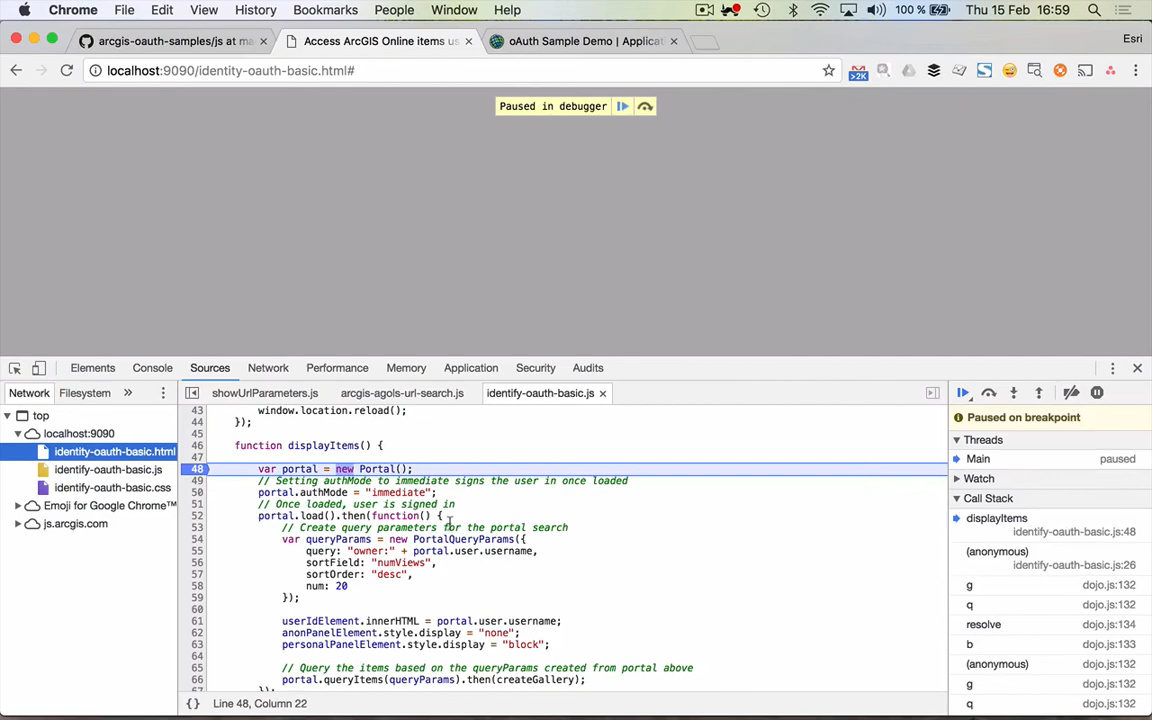 Chrome File Edit View History Bookmarks People Window Help 100 % Thu 15 Feb 16:59
arcgis-oauth-samples/js at ma Access ArcGIS Online items us oAuth Sample Demo | Applicati Esri
localhost:9090/identity-oauth-basic.html# >2K
Paused in debugger
Elements Console Sources Network Performance Memory Application Security Audits
Network Filesystem » showUrlParameters.js arcgis-agols-url-search.js identify-oauth-basic.js
top
localhost:9090
identity-oauth-basic.html
identity-oauth-basic.js
identity-oauth-basic.css
Emoji for Google Chrome™
js.arcgis.com
43 window.location.reload();
44 });
45
46 function displayItems() {
47
48 var portal = new Portal();
49 // Setting authMode to immediate signs the user in once loaded
50 portal.authMode = "immediate";
51 // Once loaded, user is signed in
52 portal.load().then(function() {
53 // Create query parameters for the portal search
54 var queryParams = new PortalQueryParams({
55 query: "owner:" + portal.user.username,
56 sortField: "numViews",
57 sortOrder: "desc",
58 num: 20
59 });
60
61 userIdElement.innerHTML = portal.user.username;
62 anonPanelElement.style.display = "none";
63 personalPanelElement.style.display = "block";
64
65 // Query the items based on the queryParams created from portal above
66 portal.queryItems(queryParams).then(createGallery);
67 });
{} Line 48, Column 22
Paused on breakpoint
Threads
Main paused
Watch
Call Stack
displayItems
identify-oauth-basic.js:48
(anonymous)
identify-oauth-basic.js:26
g dojo.js:132
q dojo.js:132
resolve dojo.js:134
b dojo.js:133
(anonymous) dojo.js:132
g dojo.js:132
q dojo.js:132